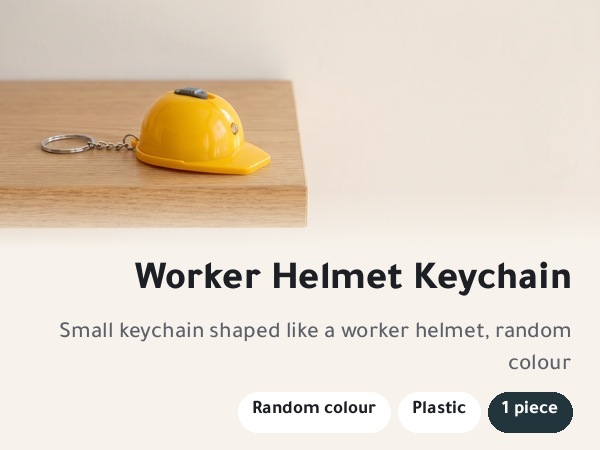 Worker Helmet Keychain
Small keychain shaped like a worker helmet, random
colour
Random colour
Plastic
1 piece